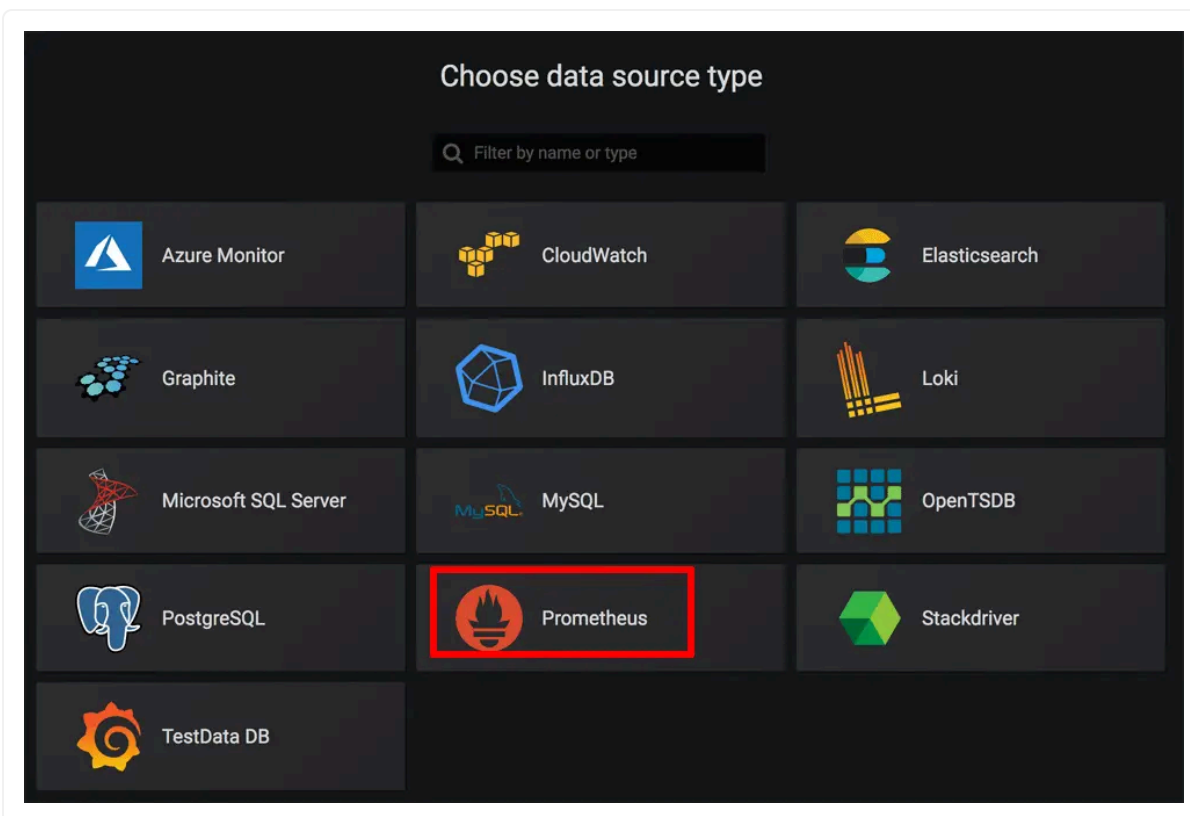 Choose data source type
Filter by name or type
Azure Monitor
CloudWatch
Elasticsearch
Graphite
InfluxDB
Loki
Microsoft SQL Server
MySQL
MySQL
OpenTSDB
PostgreSQL
Prometheus
Stackdriver
TestData DB